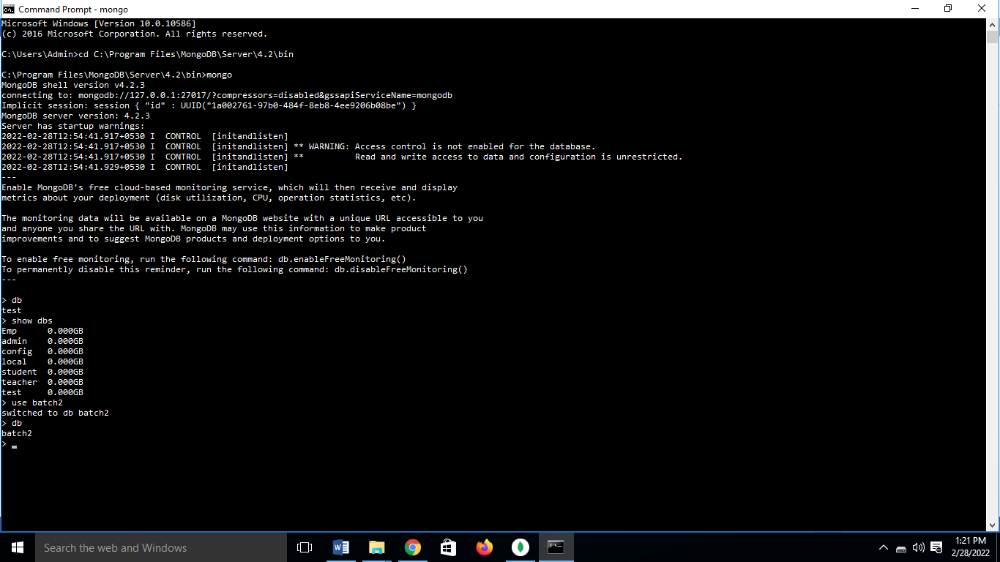 Command Prompt - mongo
Microsoft Windows [Version 10.0.10586]
(c) 2016 Microsoft Corporation. All rights reserved.
C:\Users\Admin>cd C:\Program Files\MongoDB\Server\4.2\bin
C:\Program Files\MongoDB\Server\4.2\bin>mongo
MongoDB shell version v4.2.3
connecting to: mongodb://127.0.0.1:27017/?compressors=disabled&gssapiServiceName=mongodb
Implicit session: session { "id" : UUID("1a002761-97b0-484f-8eb8-4ee9206b08be") }
MongoDB server version: 4.2.3
Server has startup warnings:
2022-02-28T12:54:41.917+0530 I  CONTROL  [initandlisten]
2022-02-28T12:54:41.917+0530 I  CONTROL  [initandlisten] ** WARNING: Access control is not enabled for the database.
2022-02-28T12:54:41.917+0530 I  CONTROL  [initandlisten] **          Read and write access to data and configuration is unrestricted.
2022-02-28T12:54:41.929+0530 I  CONTROL  [initandlisten]
---
Enable MongoDB's free cloud-based monitoring service, which will then receive and display
metrics about your deployment (disk utilization, CPU, operation statistics, etc).
The monitoring data will be available on a MongoDB website with a unique URL accessible to you
and anyone you share the URL with. MongoDB may use this information to make product
improvements and to suggest MongoDB products and deployment options to you.
To enable free monitoring, run the following command: db.enableFreeMonitoring()
To permanently disable this reminder, run the following command: db.disableFreeMonitoring()
---
> db
test
> show dbs
Emp      0.000GB
admin    0.000GB
config   0.000GB
local    0.000GB
student  0.000GB
teacher  0.000GB
test     0.000GB
> use batch2
switched to db batch2
> db
batch2
>
Search the web and Windows
1:21 PM
2/28/2022